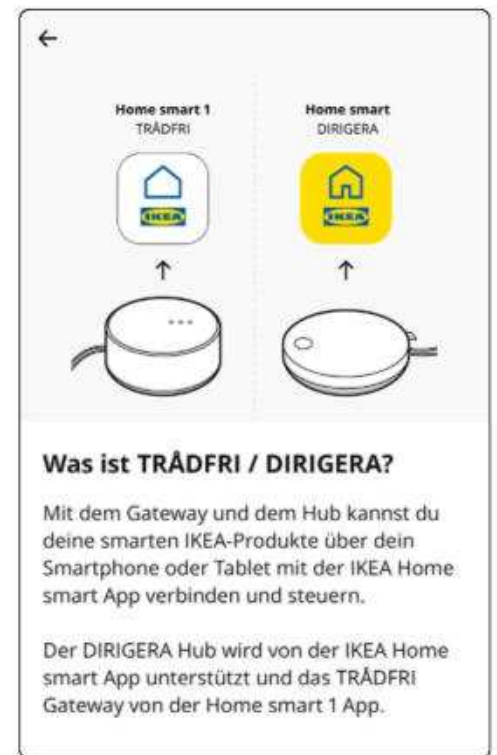 Home smart 1
TRÅDFRI
Home smart
DIRIGERA
IKEA
IKEA
Was ist TRÅDFRI / DIRIGERA?
Mit dem Gateway und dem Hub kannst du
deine smarten IKEA-Produkte über dein
Smartphone oder Tablet mit der IKEA Home
smart App verbinden und steuern.
Der DIRIGERA Hub wird von der IKEA Home
smart App unterstützt und das TRÅDFRI
Gateway von der Home smart 1 App.